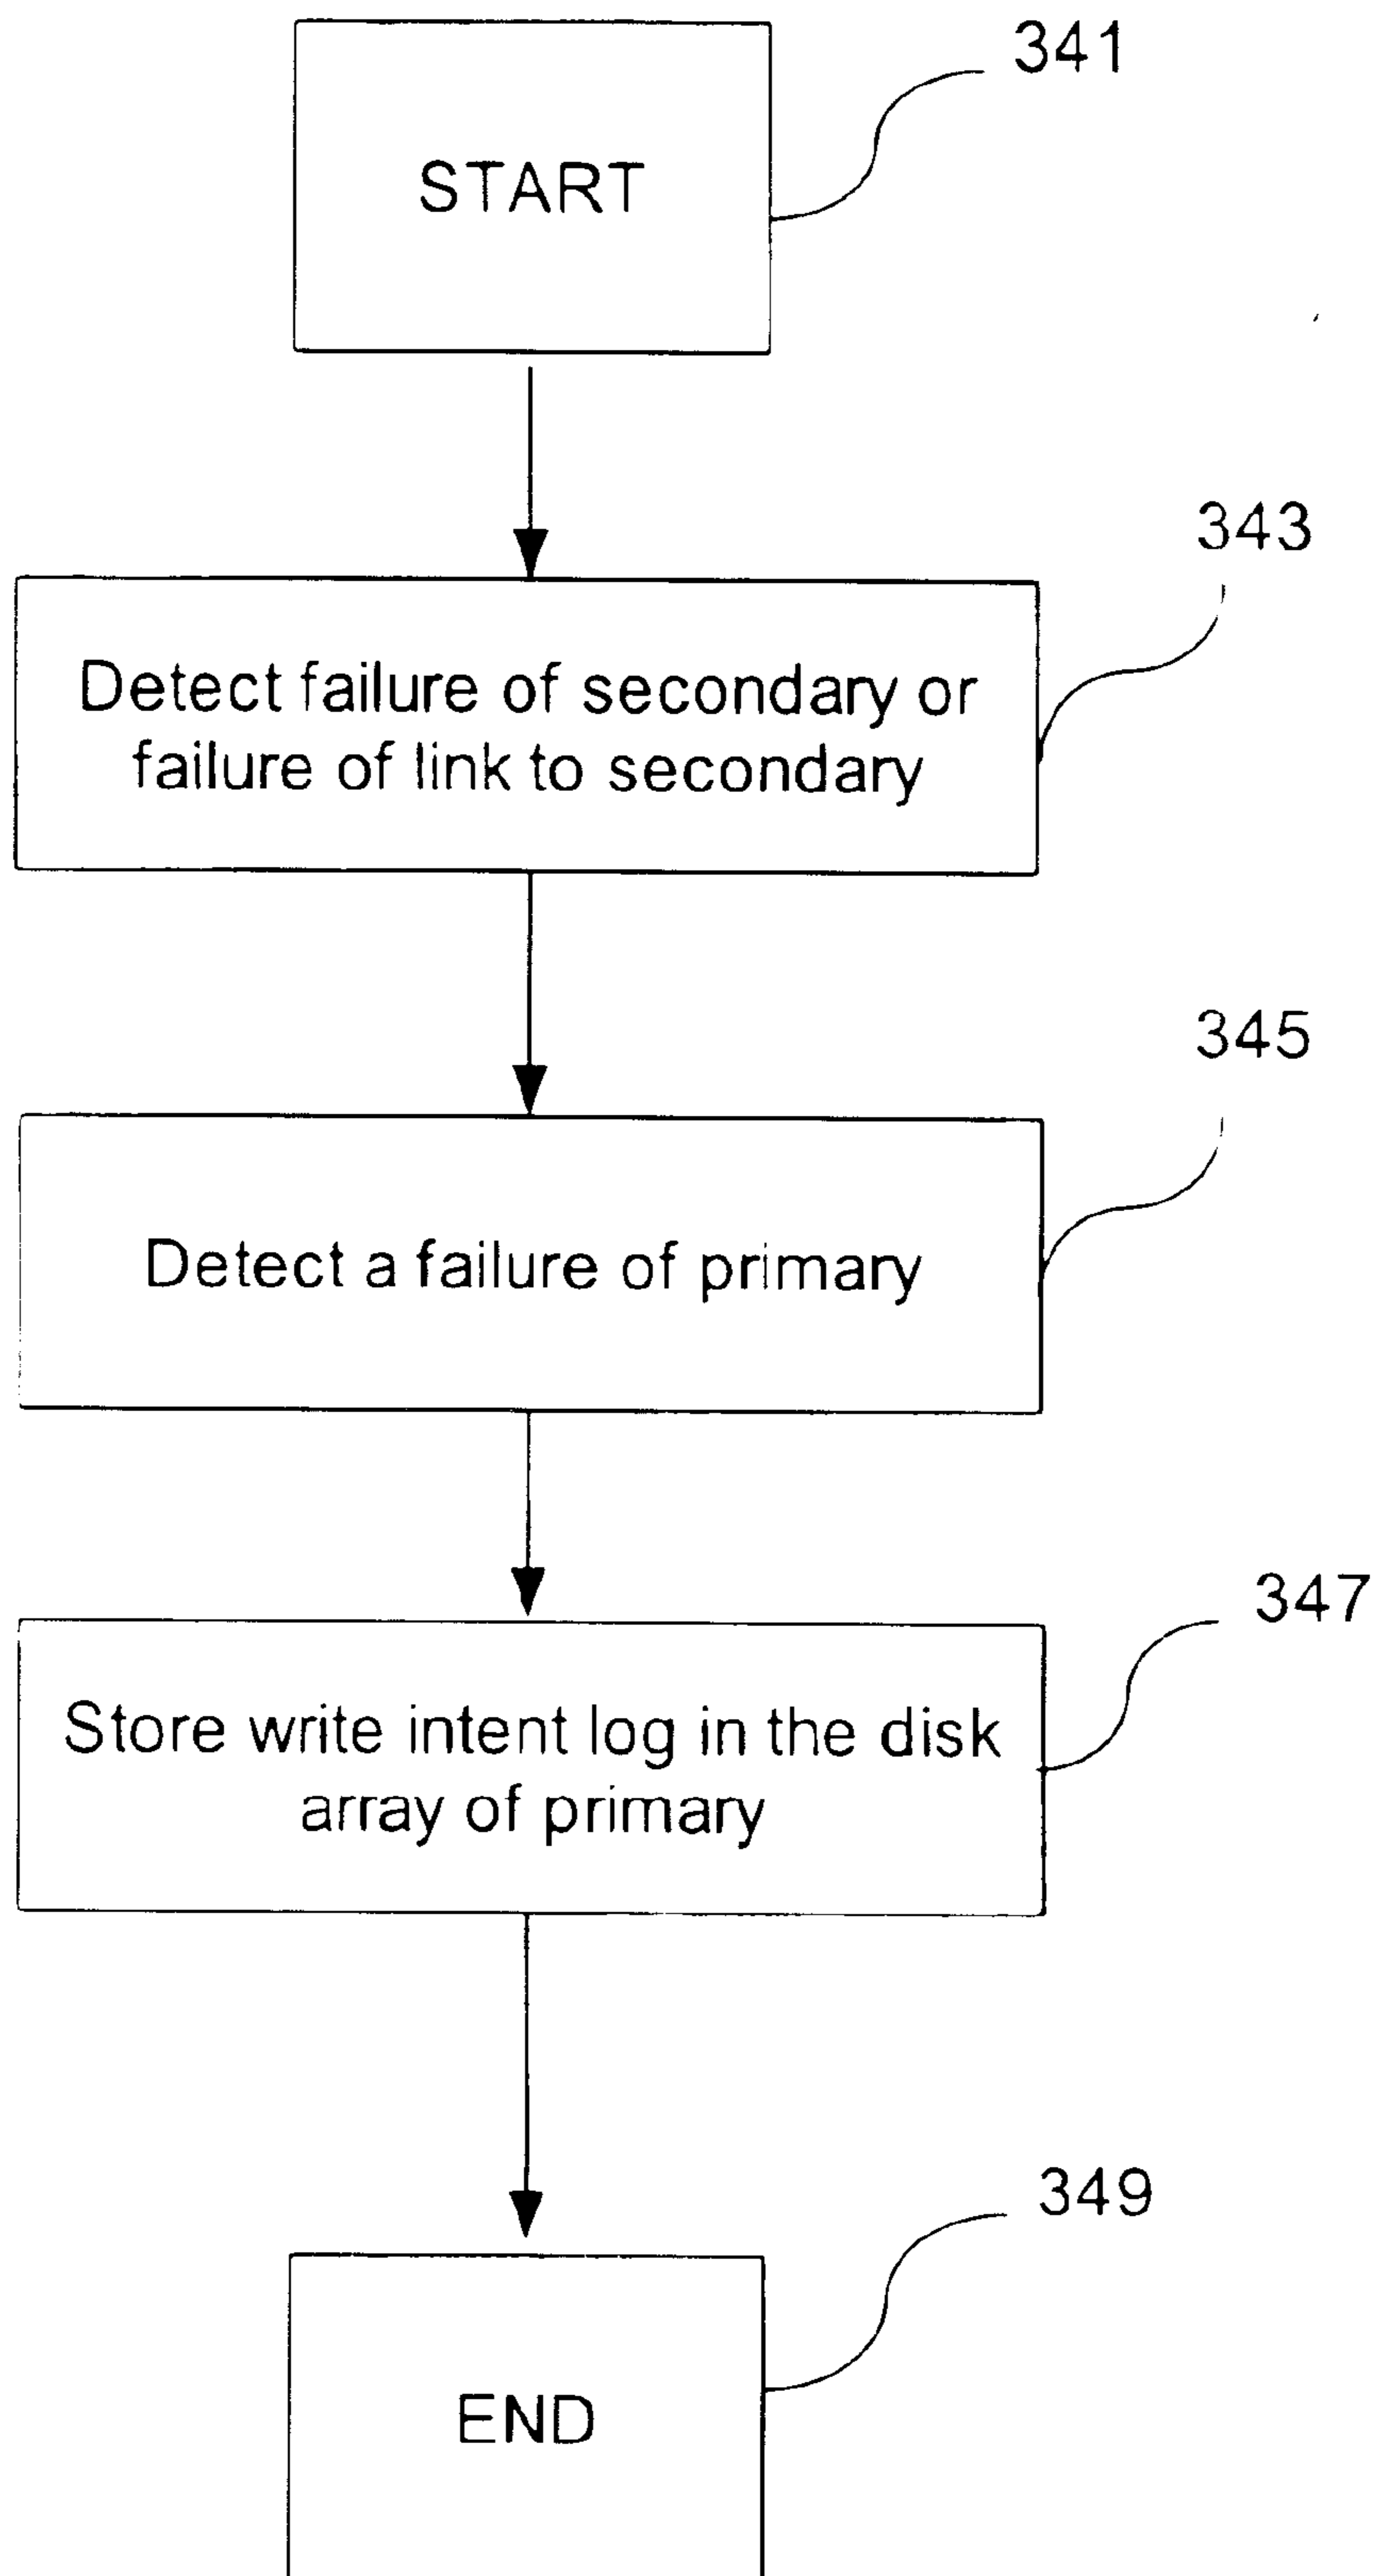 341
START
343
Detect failure of secondary or
failure of link to secondary
345
Detect a failure of primary
347
Store write intent log in the disk
array of primary
349
END